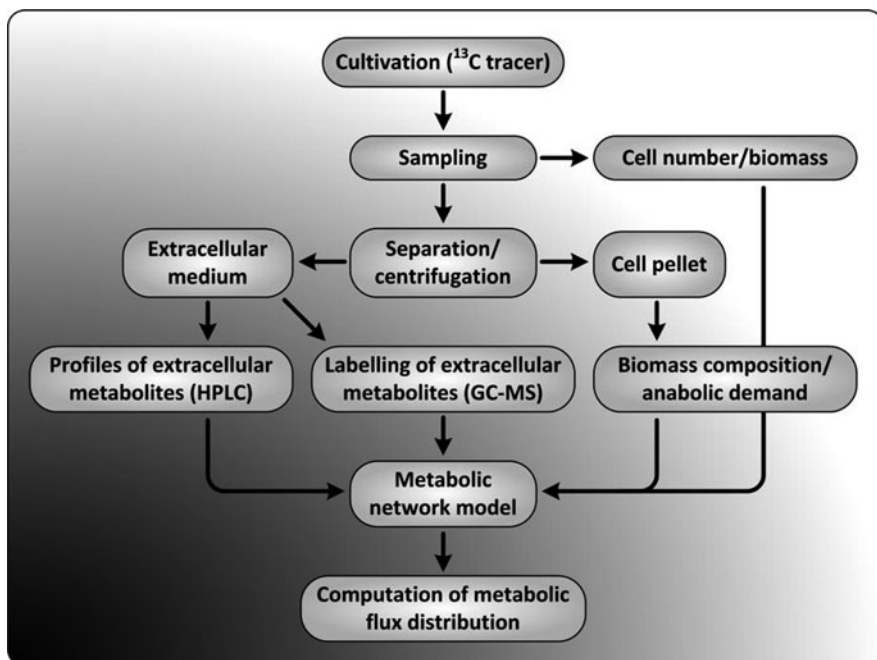 Cultivation (¹³C tracer)
Sampling
Cell number/biomass
Extracellular
medium
Separation/
centrifugation
Cell pellet
Profiles of extracellular
metabolites (HPLC)
Labelling of extracellular
metabolites (GC-MS)
Biomass composition/
anabolic demand
Metabolic
network model
Computation of metabolic
flux distribution